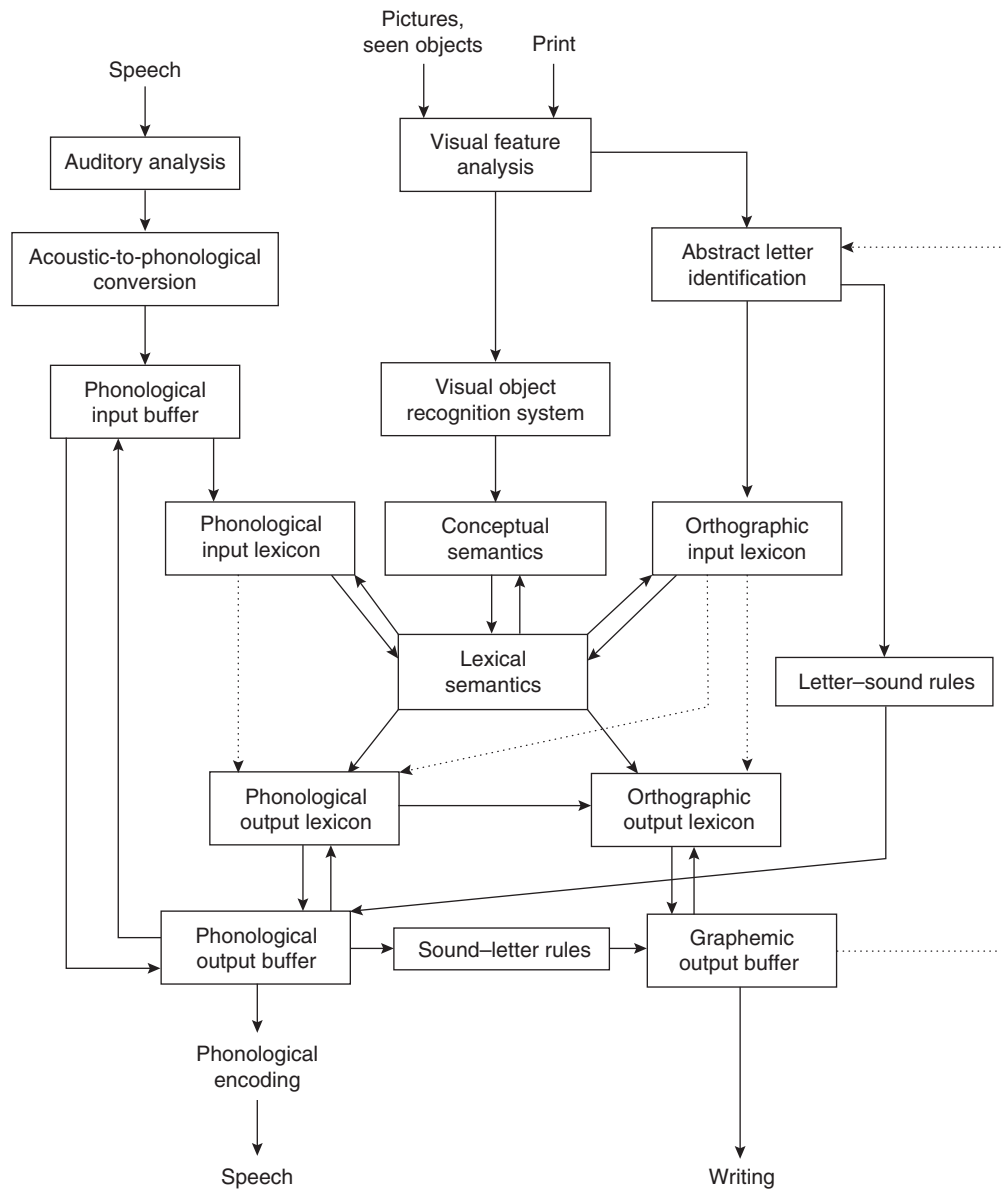 Pictures,
seen objects
Print
Speech
Visual feature
analysis
Auditory analysis
Abstract letter
identification
Acoustic-to-phonological
conversion
Phonological
input buffer
Visual object
recognition system
Phonological
input lexicon
Conceptual
semantics
Orthographic
input lexicon
Lexical
semantics
Letter–sound rules
Phonological
output lexicon
Orthographic
output lexicon
Phonological
output buffer
Sound–letter rules
Graphemic
output buffer
Phonological
encoding
Speech
Writing